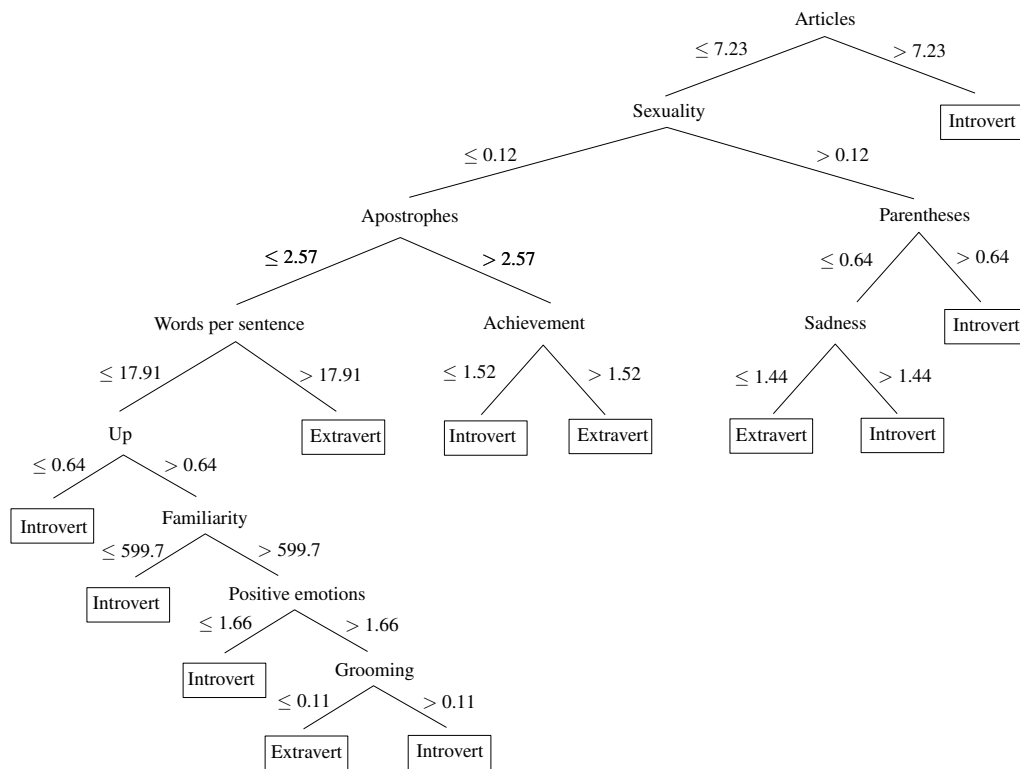 Articles
≤ 7.23 > 7.23
Sexuality Introvert
≤ 0.12 > 0.12
Apostrophes Parentheses
≤ 2.57 > 2.57 ≤ 0.64 > 0.64
Words per sentence Achievement Sadness Introvert
≤ 17.91 > 17.91 ≤ 1.52 > 1.52 ≤ 1.44 > 1.44
Up Extravert Introvert Extravert Extravert Introvert
≤ 0.64 > 0.64
Introvert Familiarity
≤ 599.7 > 599.7
Introvert Positive emotions
≤ 1.66 > 1.66
Introvert Grooming
≤ 0.11 > 0.11
Extravert Introvert